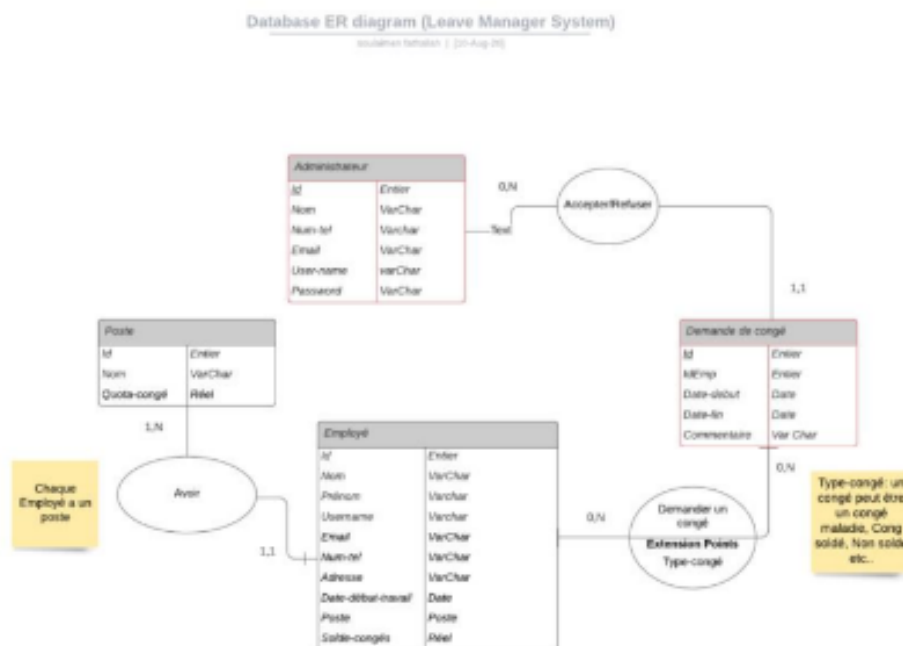 Database ER diagram (Leave Manager System)
Administrateur
Id Entier
Nom VarChar
Num-tel Varchar
Email VarChar
User-name varChar
Password VarChar
0,N
Text
Accepter/Refuser
1,1
Poste
Id Entier
Nom VarChar
Quota-congé Réel
1,N
Demande de congé
Id Entier
IdEmp Entier
Date-debut Date
Date-fin Date
Commentaire Var Char
0,N
Chaque
Employé a un
poste
Avoir
1,1
Employé
Id Entier
Nom VarChar
Prénom Varchar
Username Varchar
Email VarChar
Num-tel VarChar
Adresse VarChar
Date-début-travail Date
Poste Poste
Solde-congés Réel
0,N
Demander un
congé
Extension Points
Type-congé
Type-congé: un
congé peut être
un congé
maladie, Cong
soldé, Non solde
etc..